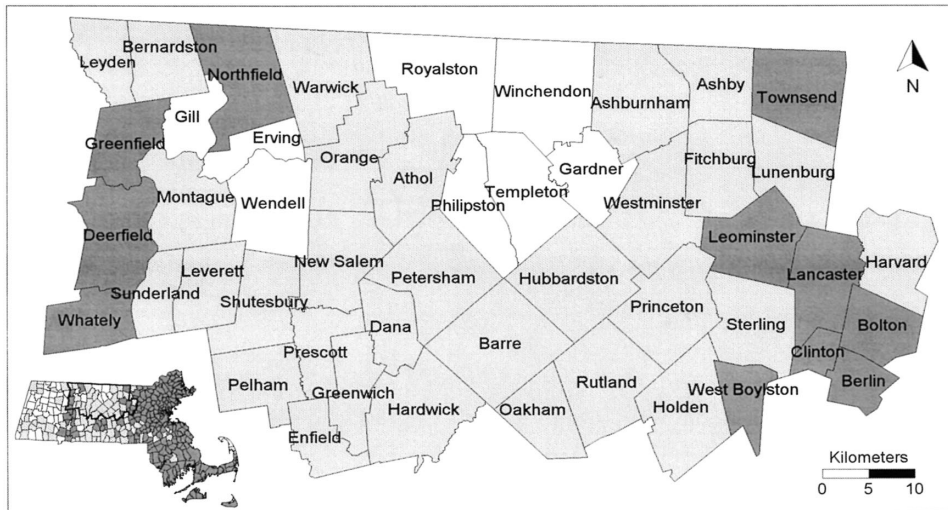 Leyden
Bernardston
Northfield
Warwick
Royalston
Winchendon
Ashburnham
Ashby
Townsend
N
Greenfield
Gill
Erving
Orange
Athol
Gardner
Fitchburg
Lunenburg
Montague
Wendell
Philipston
Templeton
Westminster
Deerfield
Leominster
Lancaster
Harvard
Sunderland
Leverett
Shutesbury
New Salem
Petersham
Hubbardston
Princeton
Whately
Dana
Barre
Sterling
Bolton
Prescott
Clinton
Berlin
Pelham
Greenwich
Hardwick
Oakham
Rutland
West Boylston
Holden
Enfield
Kilometers
0 5 10